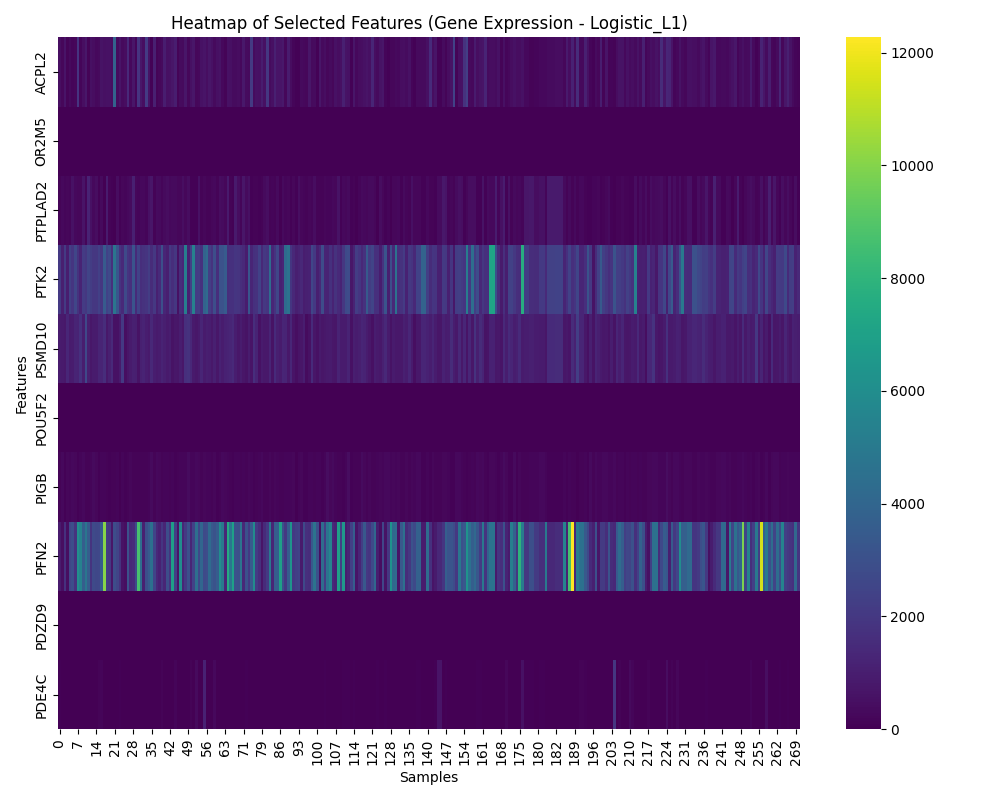 Heatmap of Selected Features (Gene Expression - Logistic_L1)
Features
ACPL2
OR2M5
PTPLAD2
PTK2
PSMD10
POU5F2
PIGB
PFN2
PDZD9
PDE4C
0 7 14 21 28 35 42 49 56 63 70 79 86 93 100 107 114 121 128 135 140 147 154 161 168 175 180 182 189 196 203 210 217 224 231 236 241 248 255 262 269
Samples
12000
10000
8000
6000
4000
2000
0